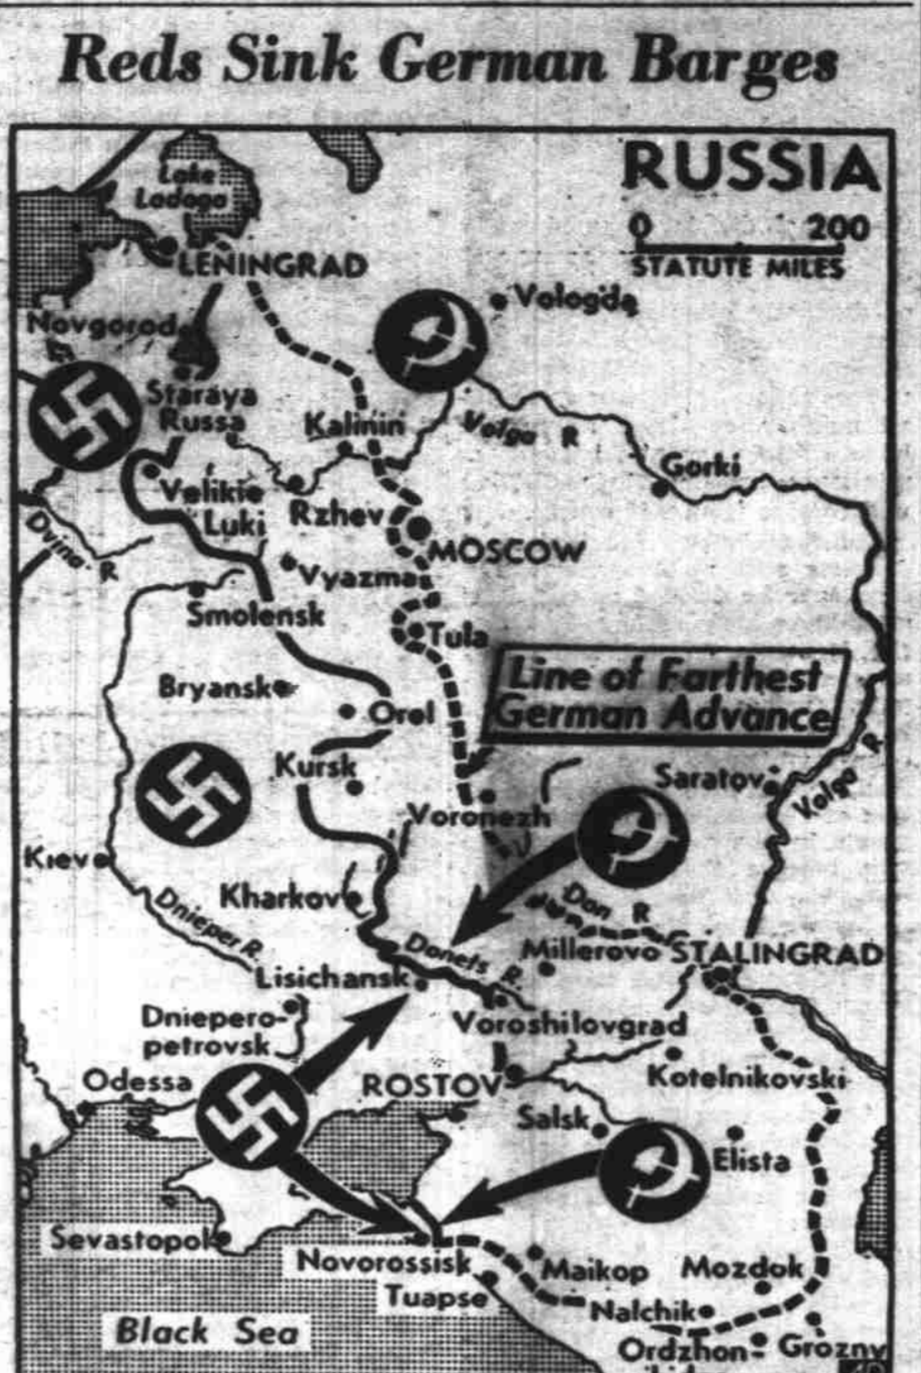 Reds Sink German Barges
RUSSIA
0 200
STATUTE MILES
Lake
Ladoga
LENINGRAD
Vologda
Novgorod
Staraya
Russa
Kalinin
Volga R
Gorki
Velikie
Luki
Rzhev
Dvina R
MOSCOW
Vyazma
Smolensk
Tula
Line of Farthest
German Advance
Bryansk
Orel
Kursk
Saratov
Volga R
Voronezh
Kiev
Kharkov
Dnieper R.
Don R
Donets R.
Millerovo
STALINGRAD
Lisichansk
Dniepero-
petrovsk
Voroshilovgrad
Odessa
ROSTOV
Kotelnikovski
Salsk
Elista
Sevastopol
Novorossisk
Maikop
Mozdok
Tuapse
Nalchik
Black Sea
Ordzhon-
Grozny